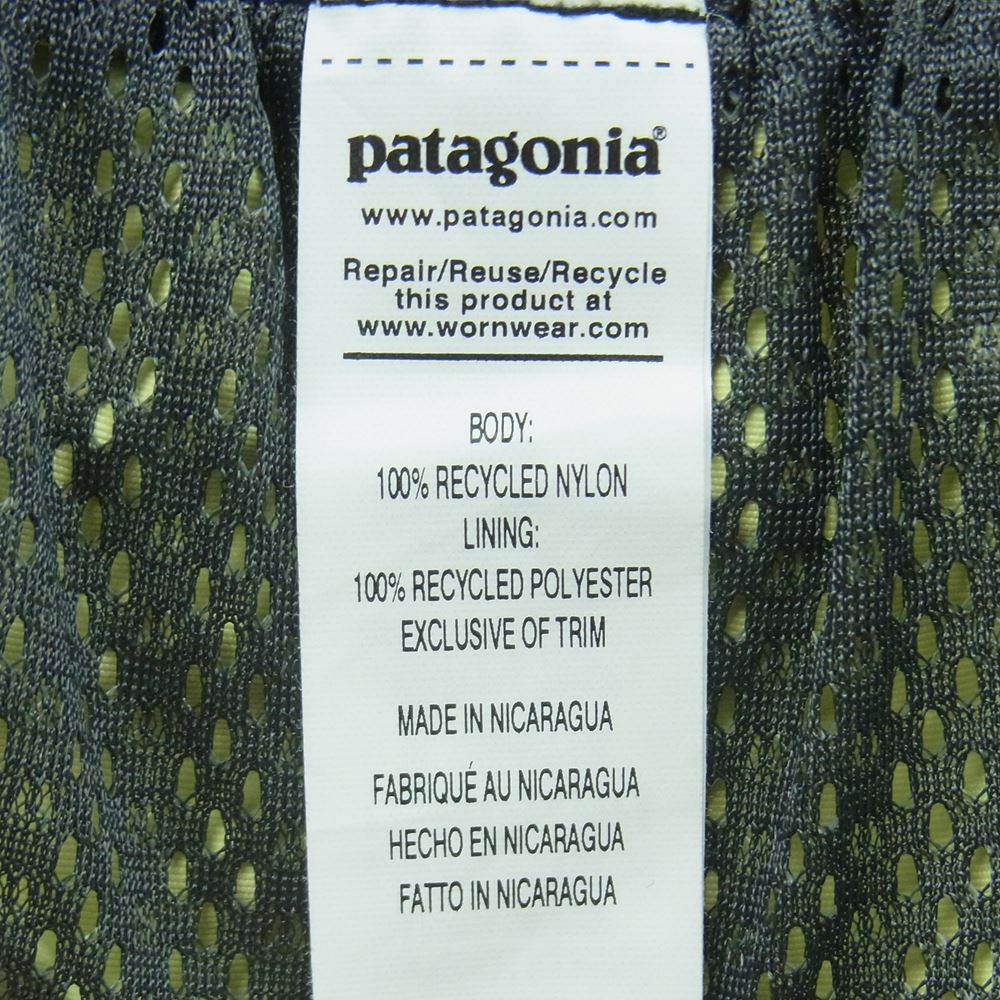 patagonia®
www.patagonia.com
Repair/Reuse/Recycle
this product at
www.wornwear.com
BODY:
100% RECYCLED NYLON
LINING:
100% RECYCLED POLYESTER
EXCLUSIVE OF TRIM
MADE IN NICARAGUA
FABRIQUÉ AU NICARAGUA
HECHO EN NICARAGUA
FATTO IN NICARAGUA